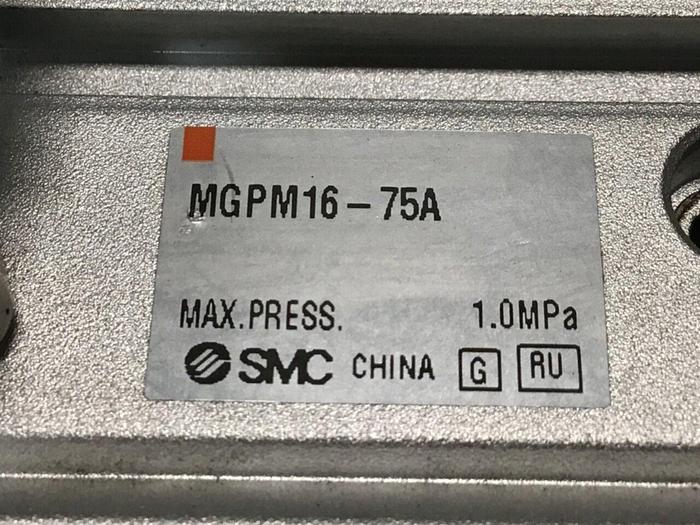 MGPM16-75A
MAX.PRESS. 1.0MPa
SMC CHINA G RU